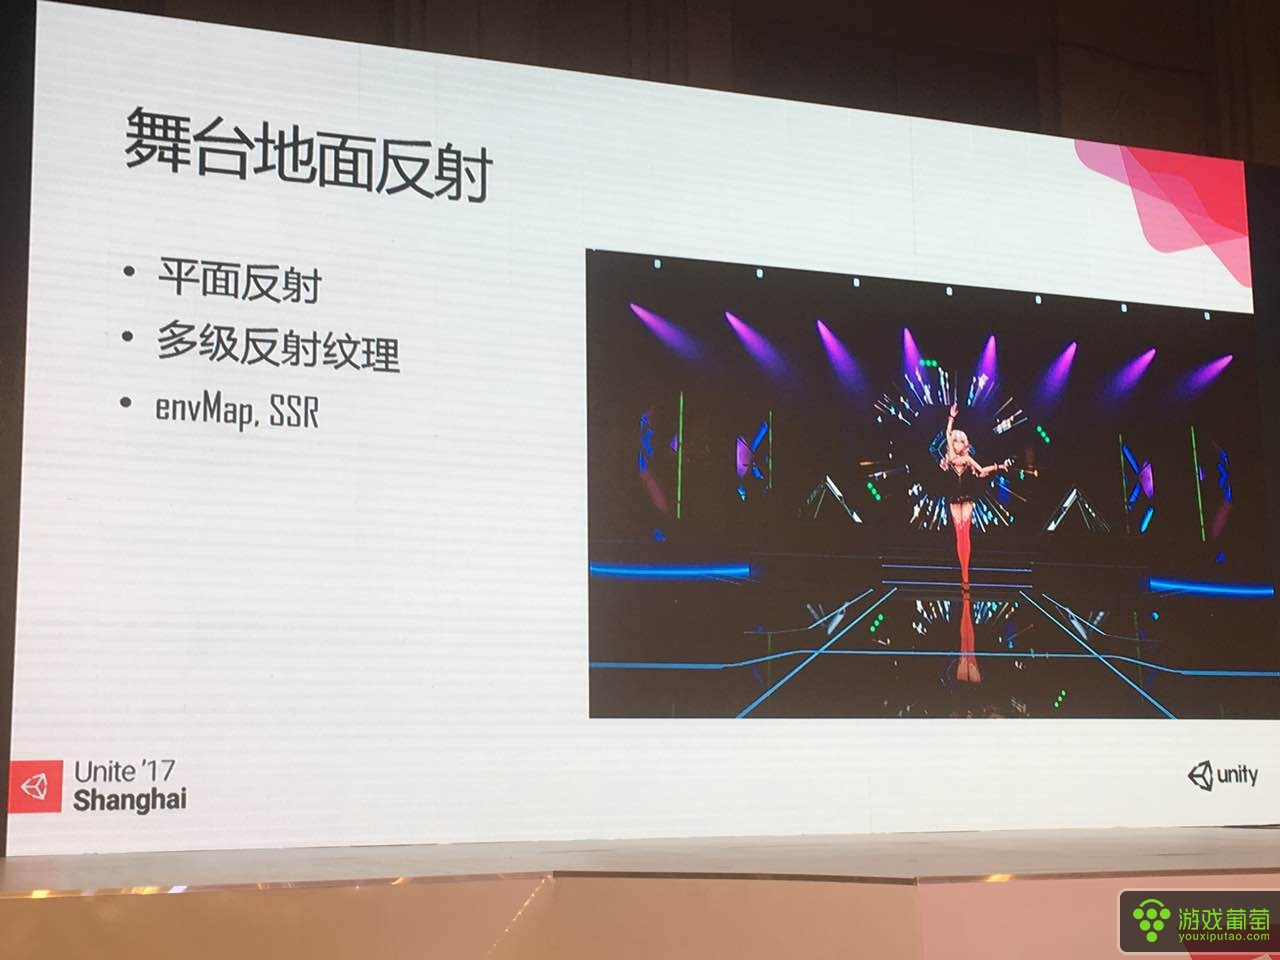 舞台地面反射
• 平面反射
• 多级反射纹理
• envMap, SSR
Unite '17
Shanghai
unity
游戏葡萄
youxiputao.com